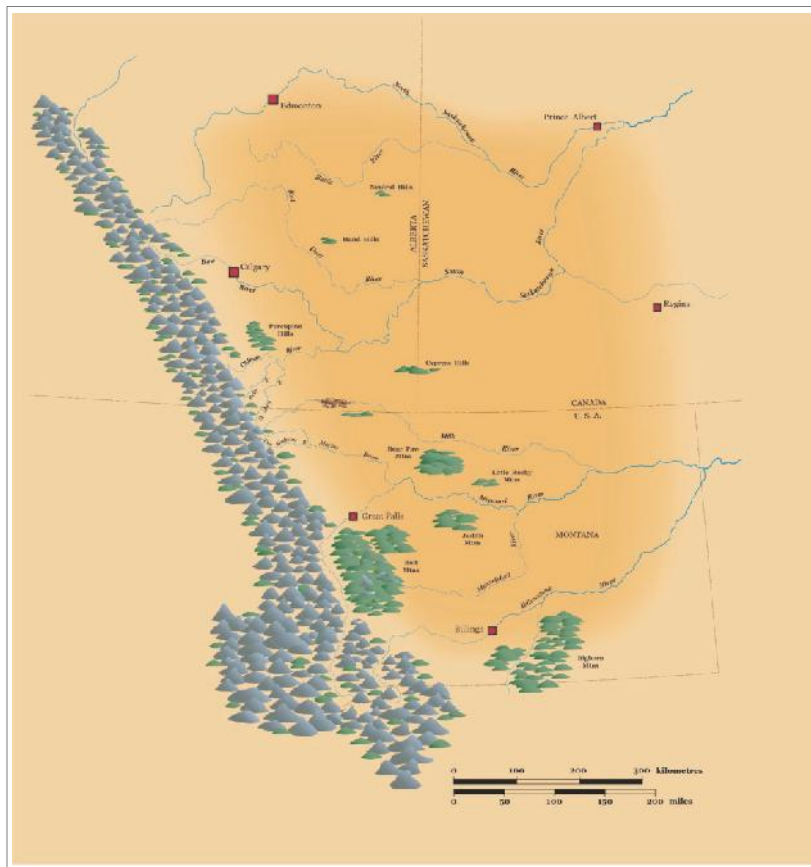 Edmonton
North
Saskatchewan
River
Prince Albert
Battle
River
Neutral Hills
Red
Deer
River
Hand Hills
ALBERTA
SASKATCHEWAN
River
South
Saskatchewan
Bow
River
Calgary
Regina
Porcupine
Hills
Oldman
River
Cypress Hills
CANADA
U. S. A.
Milk
River
Marias
River
Bear Paw
Mtns
Little Rocky
Mtns
Missouri
River
Great Falls
Judith
Mtns
MONTANA
Belt
Mtns
Musselshell
Yellowstone
River
Billings
Bighorn
Mtns
0 100 200 300 kilometres
0 50 100 150 200 miles